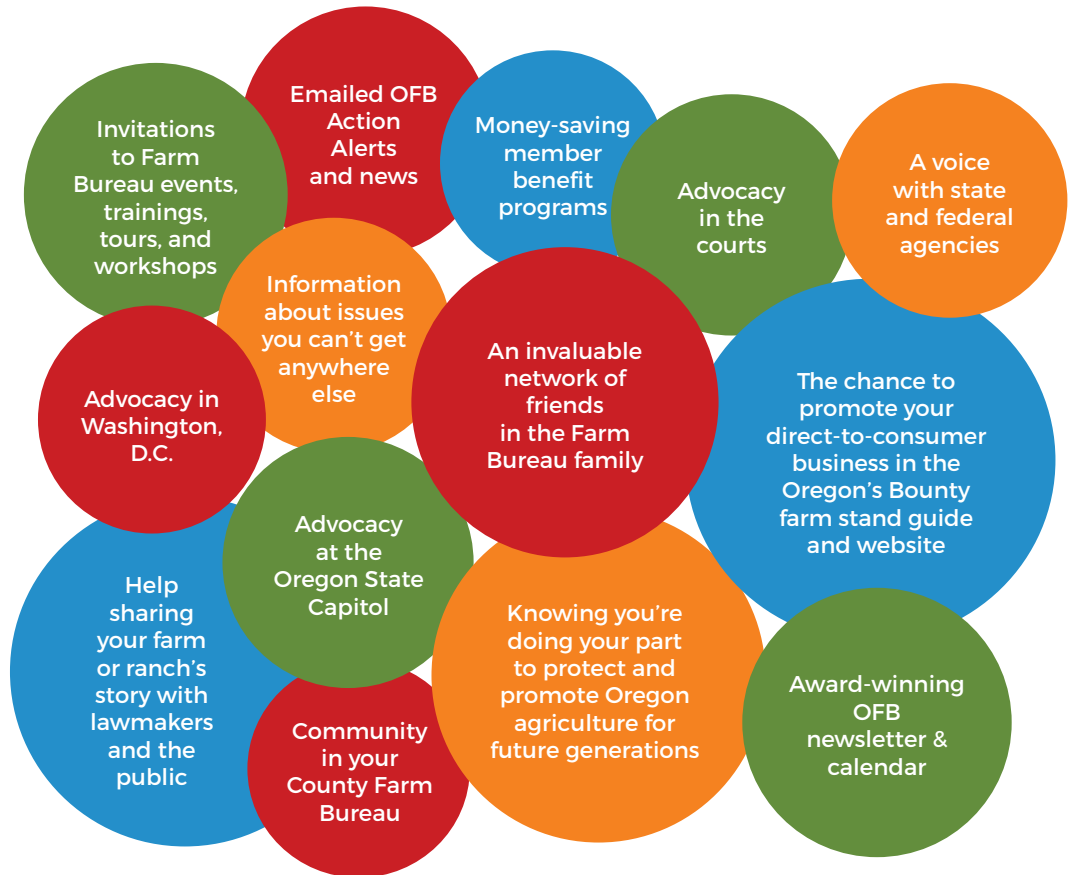 Invitations
to Farm
Bureau events,
trainings,
tours, and
workshops
Emailed OFB
Action
Alerts
and news
Money-saving
member
benefit
programs
Advocacy
in the
courts
A voice
with state
and federal
agencies
Information
about issues
you can't get
anywhere
else
Advocacy in
Washington,
D.C.
An invaluable
network of
friends
in the Farm
Bureau family
The chance to
promote your
direct-to-consumer
business in the
Oregon's Bounty
farm stand guide
and website
Advocacy
at the
Oregon State
Capitol
Help
sharing
your farm
or ranch's
story with
lawmakers
and the
public
Community
in your
County Farm
Bureau
Knowing you're
doing your part
to protect and
promote Oregon
agriculture for
future generations
Award-winning
OFB
newsletter &
calendar